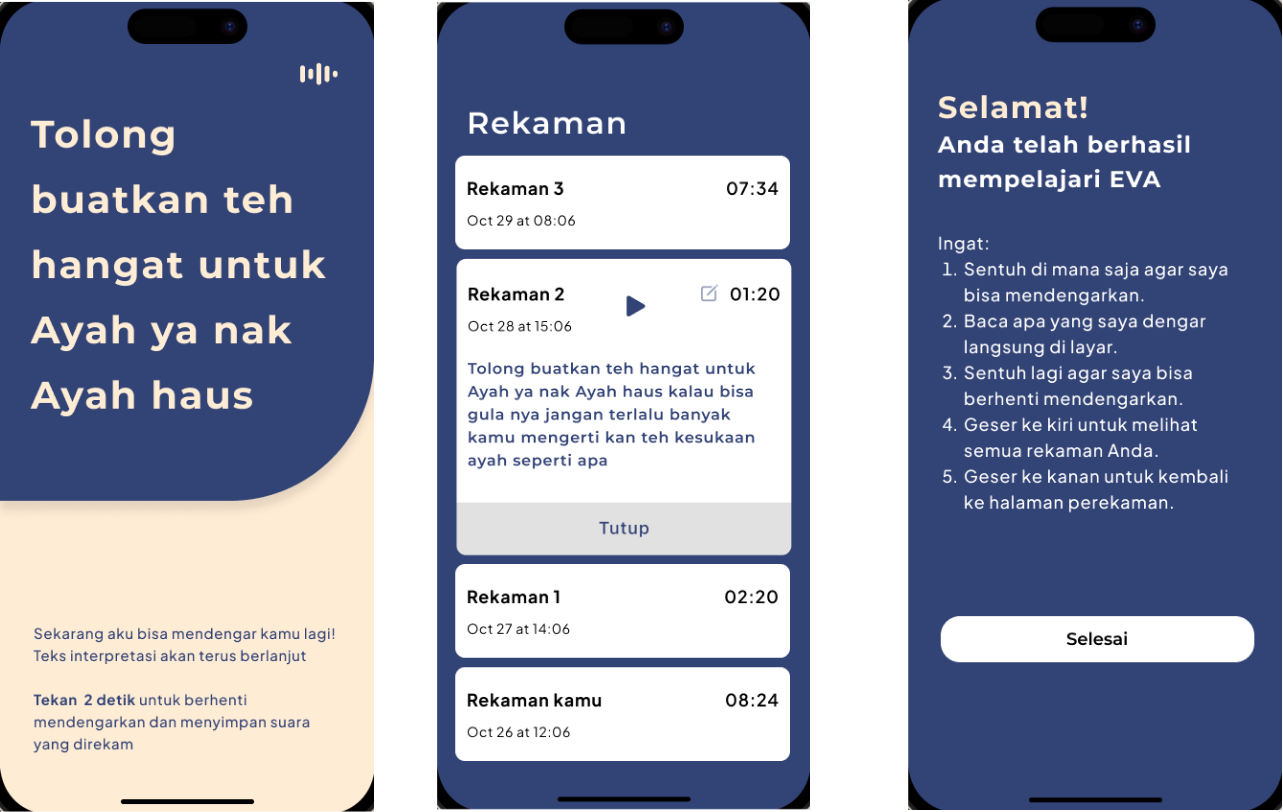 Tolong
buatkan teh
hangat untuk
Ayah ya nak
Ayah haus
Sekarang aku bisa mendengar kamu lagi!
Teks interpretasi akan terus berlanjut
Tekan 2 detik untuk berhenti
mendengarkan dan menyimpan suara
yang direkam
Rekaman
Rekaman 3 07:34
Oct 29 at 08:06
Rekaman 2 01:20
Oct 28 at 15:06
Tolong buatkan teh hangat untuk
Ayah ya nak Ayah haus kalau bisa
gula nya jangan terlalu banyak
kamu mengerti kan teh kesukaan
ayah seperti apa
Tutup
Rekaman 1 02:20
Oct 27 at 14:06
Rekaman kamu 08:24
Oct 26 at 12:06
Selamat!
Anda telah berhasil
mempelajari EVA
Ingat:
1. Sentuh di mana saja agar saya
bisa mendengarkan.
2. Baca apa yang saya dengar
langsung di layar.
3. Sentuh lagi agar saya bisa
berhenti mendengarkan.
4. Geser ke kiri untuk melihat
semua rekaman Anda.
5. Geser ke kanan untuk kembali
ke halaman perekaman.
Selesai